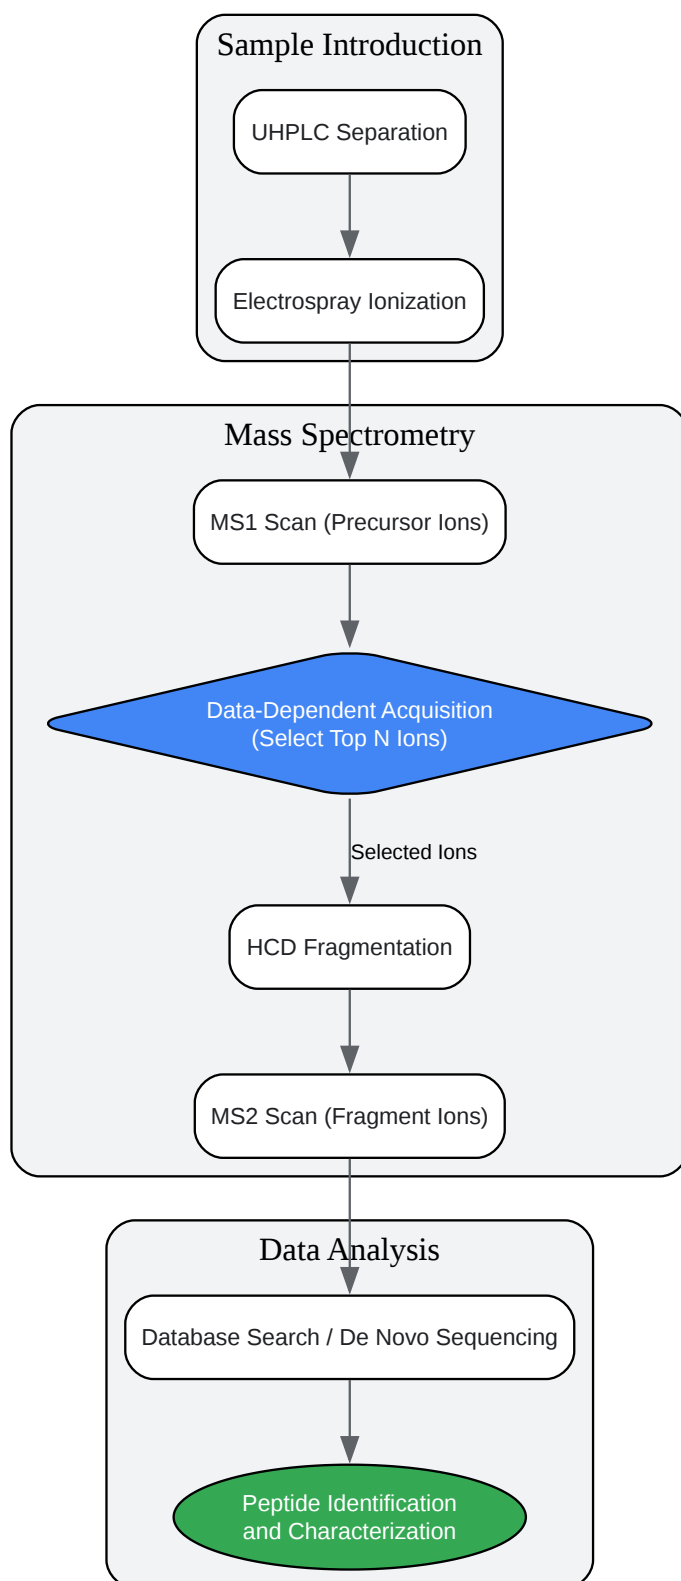 Sample Introduction
UHPLC Separation
Electrospray Ionization
Mass Spectrometry
MS1 Scan (Precursor Ions)
Data-Dependent Acquisition
(Select Top N Ions)
Selected Ions
HCD Fragmentation
MS2 Scan (Fragment Ions)
Data Analysis
Database Search / De Novo Sequencing
Peptide Identification
and Characterization